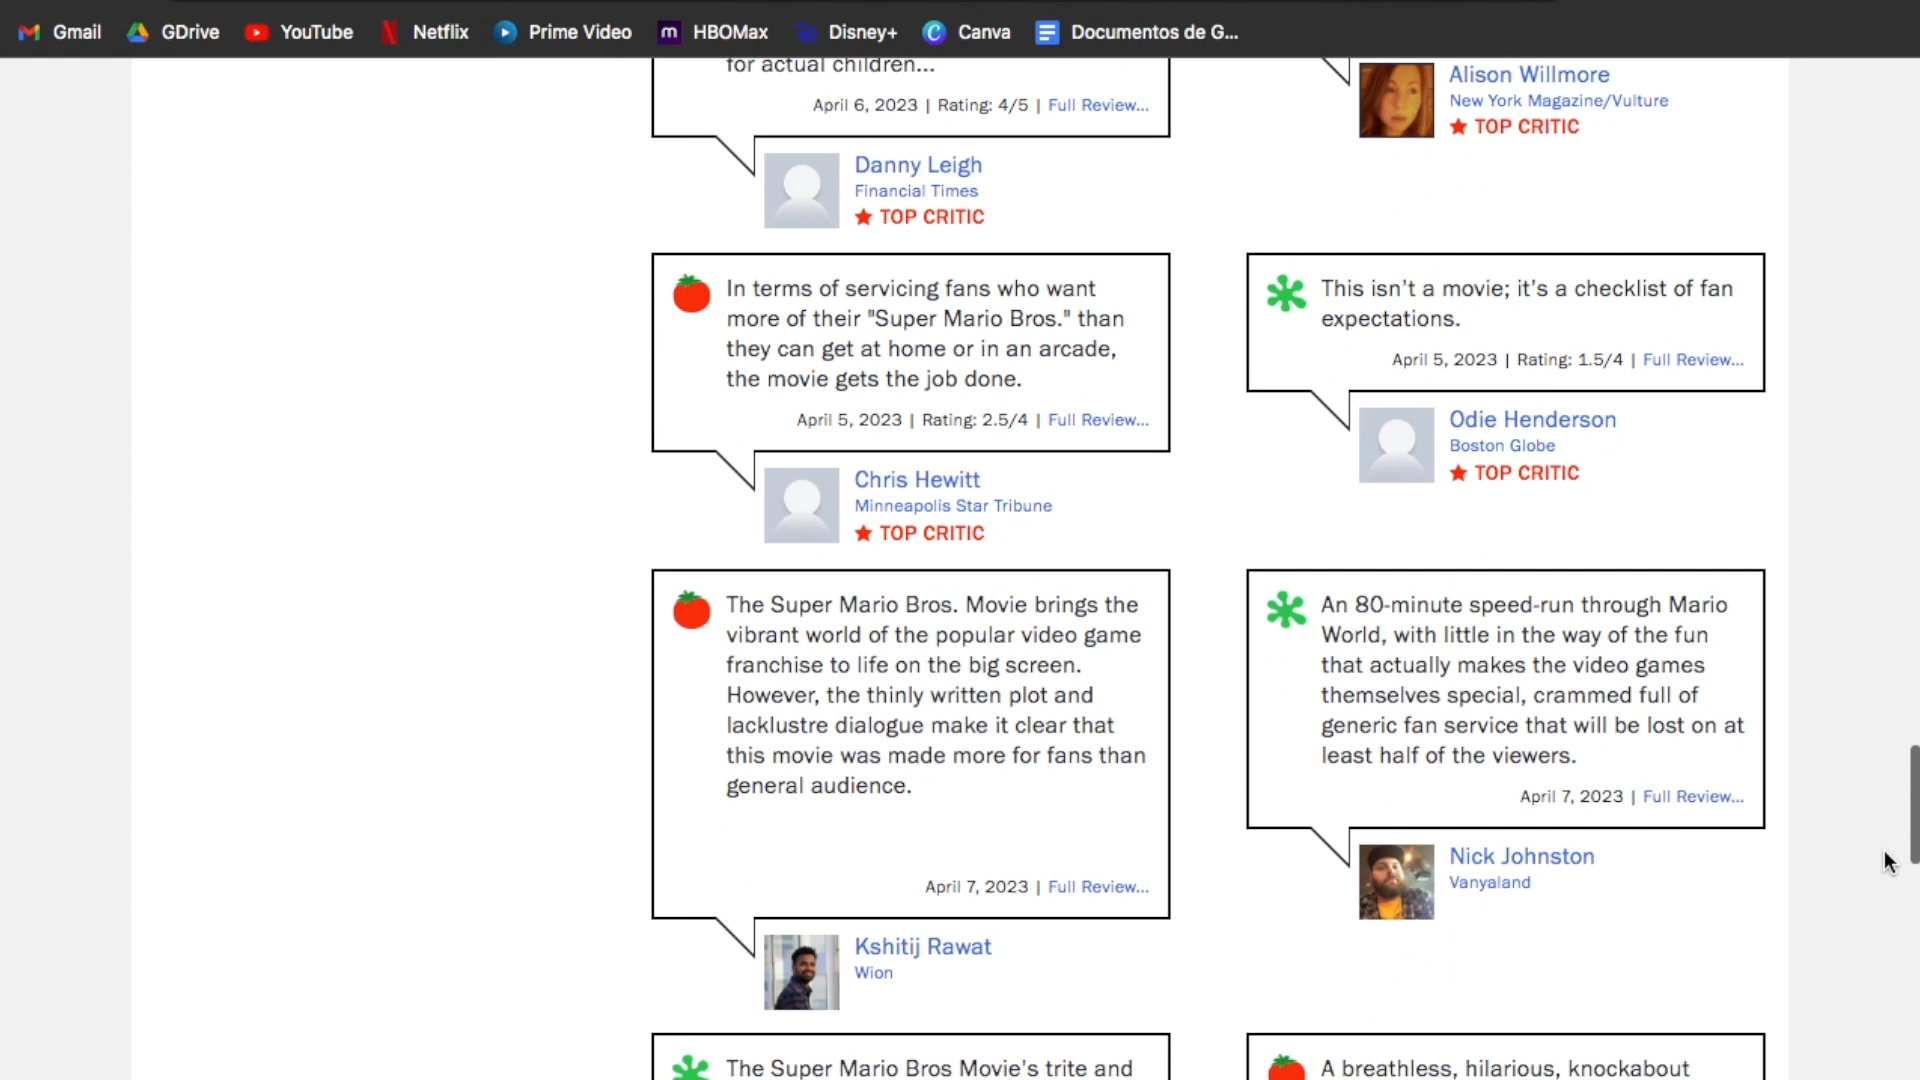 Gmail GDrive YouTube Netflix Prime Video HBOMax Disney+ Canva Documentos de G...
for actual children...
April 6, 2023 | Rating: 4/5 | Full Review...
Danny Leigh
Financial Times
TOP CRITIC
Alison Willmore
New York Magazine/Vulture
TOP CRITIC
In terms of servicing fans who want
more of their "Super Mario Bros." than
they can get at home or in an arcade,
the movie gets the job done.
April 5, 2023 | Rating: 2.5/4 | Full Review...
Chris Hewitt
Minneapolis Star Tribune
TOP CRITIC
This isn't a movie; it's a checklist of fan
expectations.
April 5, 2023 | Rating: 1.5/4 | Full Review...
Odie Henderson
Boston Globe
TOP CRITIC
The Super Mario Bros. Movie brings the
vibrant world of the popular video game
franchise to life on the big screen.
However, the thinly written plot and
lacklustre dialogue make it clear that
this movie was made more for fans than
general audience.
April 7, 2023 | Full Review...
Kshitij Rawat
Wion
An 80-minute speed-run through Mario
World, with little in the way of the fun
that actually makes the video games
themselves special, crammed full of
generic fan service that will be lost on at
least half of the viewers.
April 7, 2023 | Full Review...
Nick Johnston
Vanyaland
The Super Mario Bros Movie's trite and
A breathless, hilarious, knockabout